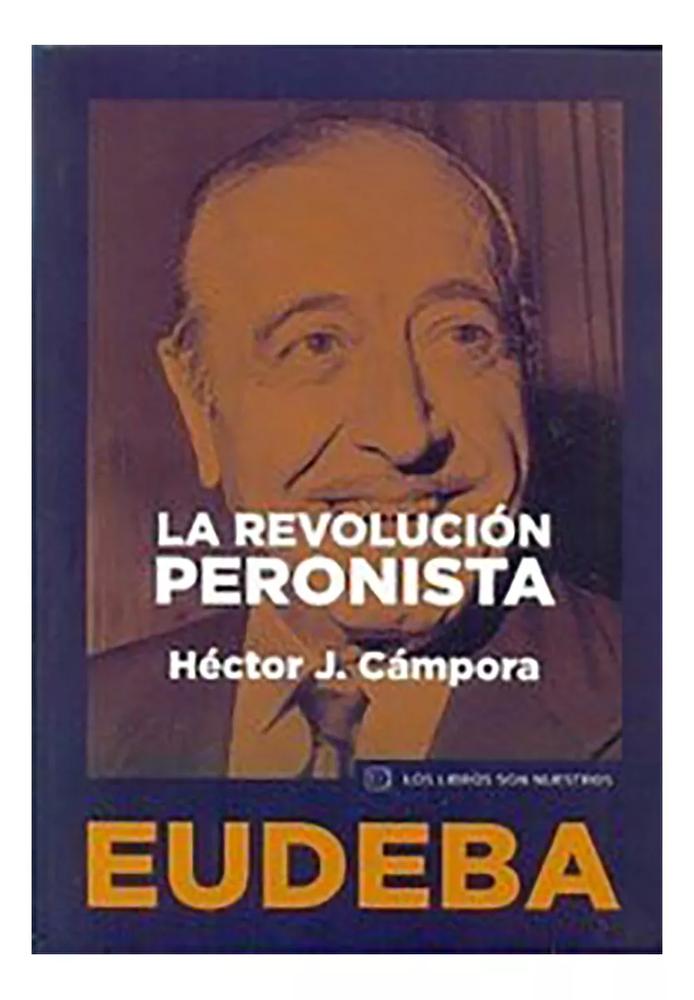 LA REVOLUCIÓN
PERONISTA
Héctor J. Cámpora
LOS LIBROS SON NUESTROS
EUDEBA